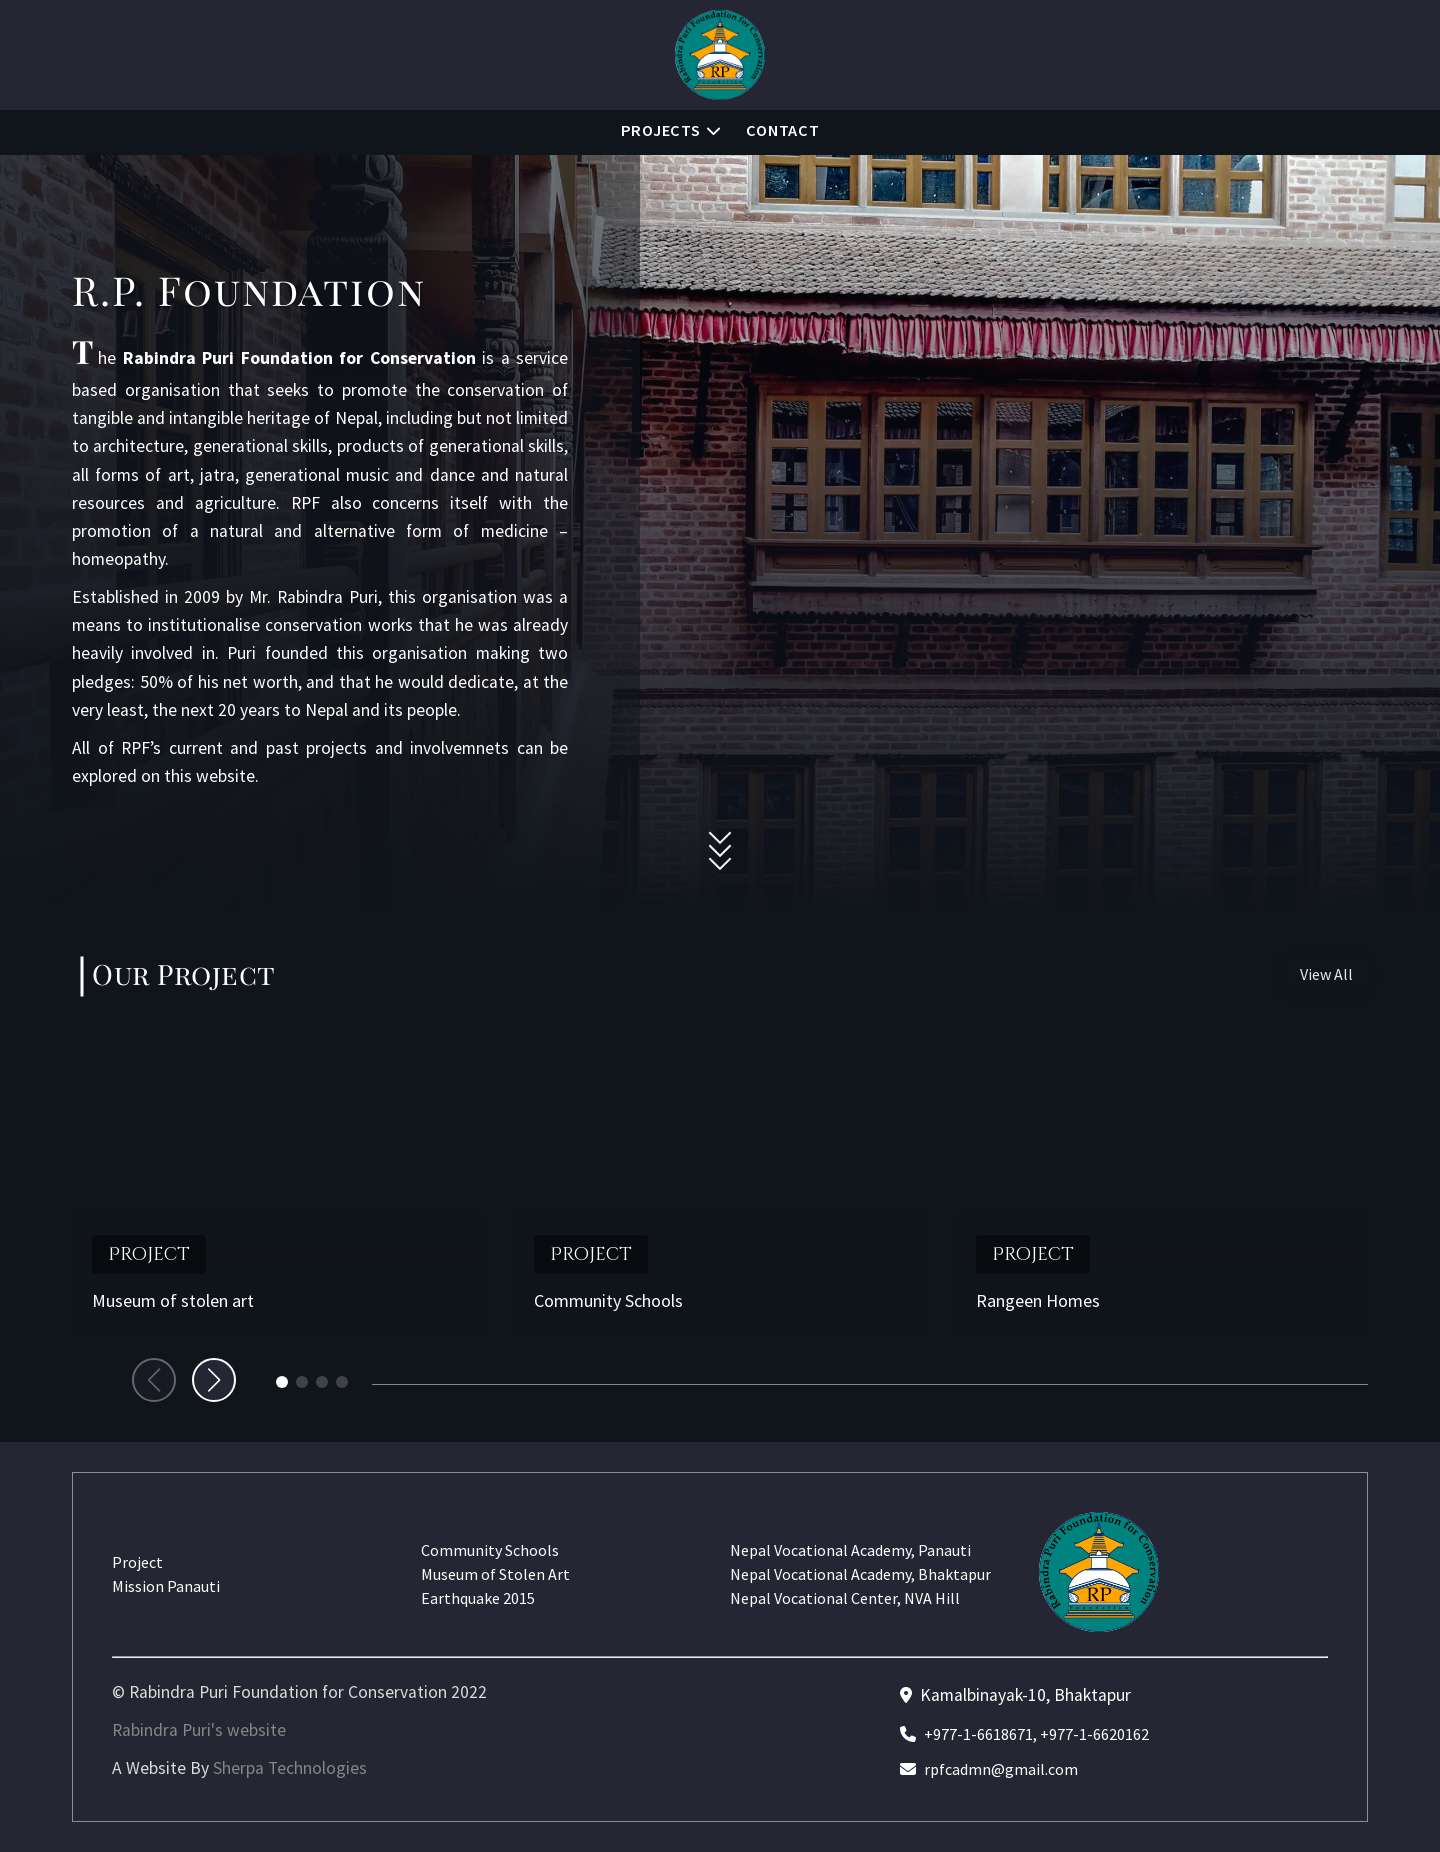 Rabindra Puri Foundation for Conservation
RP
PROJECTS CONTACT
R.P. Foundation
The Rabindra Puri Foundation for Conservation is a service
based organisation that seeks to promote the conservation of
tangible and intangible heritage of Nepal, including but not limited
to architecture, generational skills, products of generational skills,
all forms of art, jatra, generational music and dance and natural
resources and agriculture. RPF also concerns itself with the
promotion of a natural and alternative form of medicine –
homeopathy.
Established in 2009 by Mr. Rabindra Puri, this organisation was a
means to institutionalise conservation works that he was already
heavily involved in. Puri founded this organisation making two
pledges: 50% of his net worth, and that he would dedicate, at the
very least, the next 20 years to Nepal and its people.
All of RPF’s current and past projects and involvemnets can be
explored on this website.
Our Project
View All
PROJECT
Museum of stolen art
PROJECT
Community Schools
PROJECT
Rangeen Homes
Project
Mission Panauti
Community Schools
Museum of Stolen Art
Earthquake 2015
Nepal Vocational Academy, Panauti
Nepal Vocational Academy, Bhaktapur
Nepal Vocational Center, NVA Hill
Rabindra Puri Foundation for Conservation
RP
© Rabindra Puri Foundation for Conservation 2022
Rabindra Puri's website
A Website By Sherpa Technologies
Kamalbinayak-10, Bhaktapur
+977-1-6618671, +977-1-6620162
rpfcadmn@gmail.com